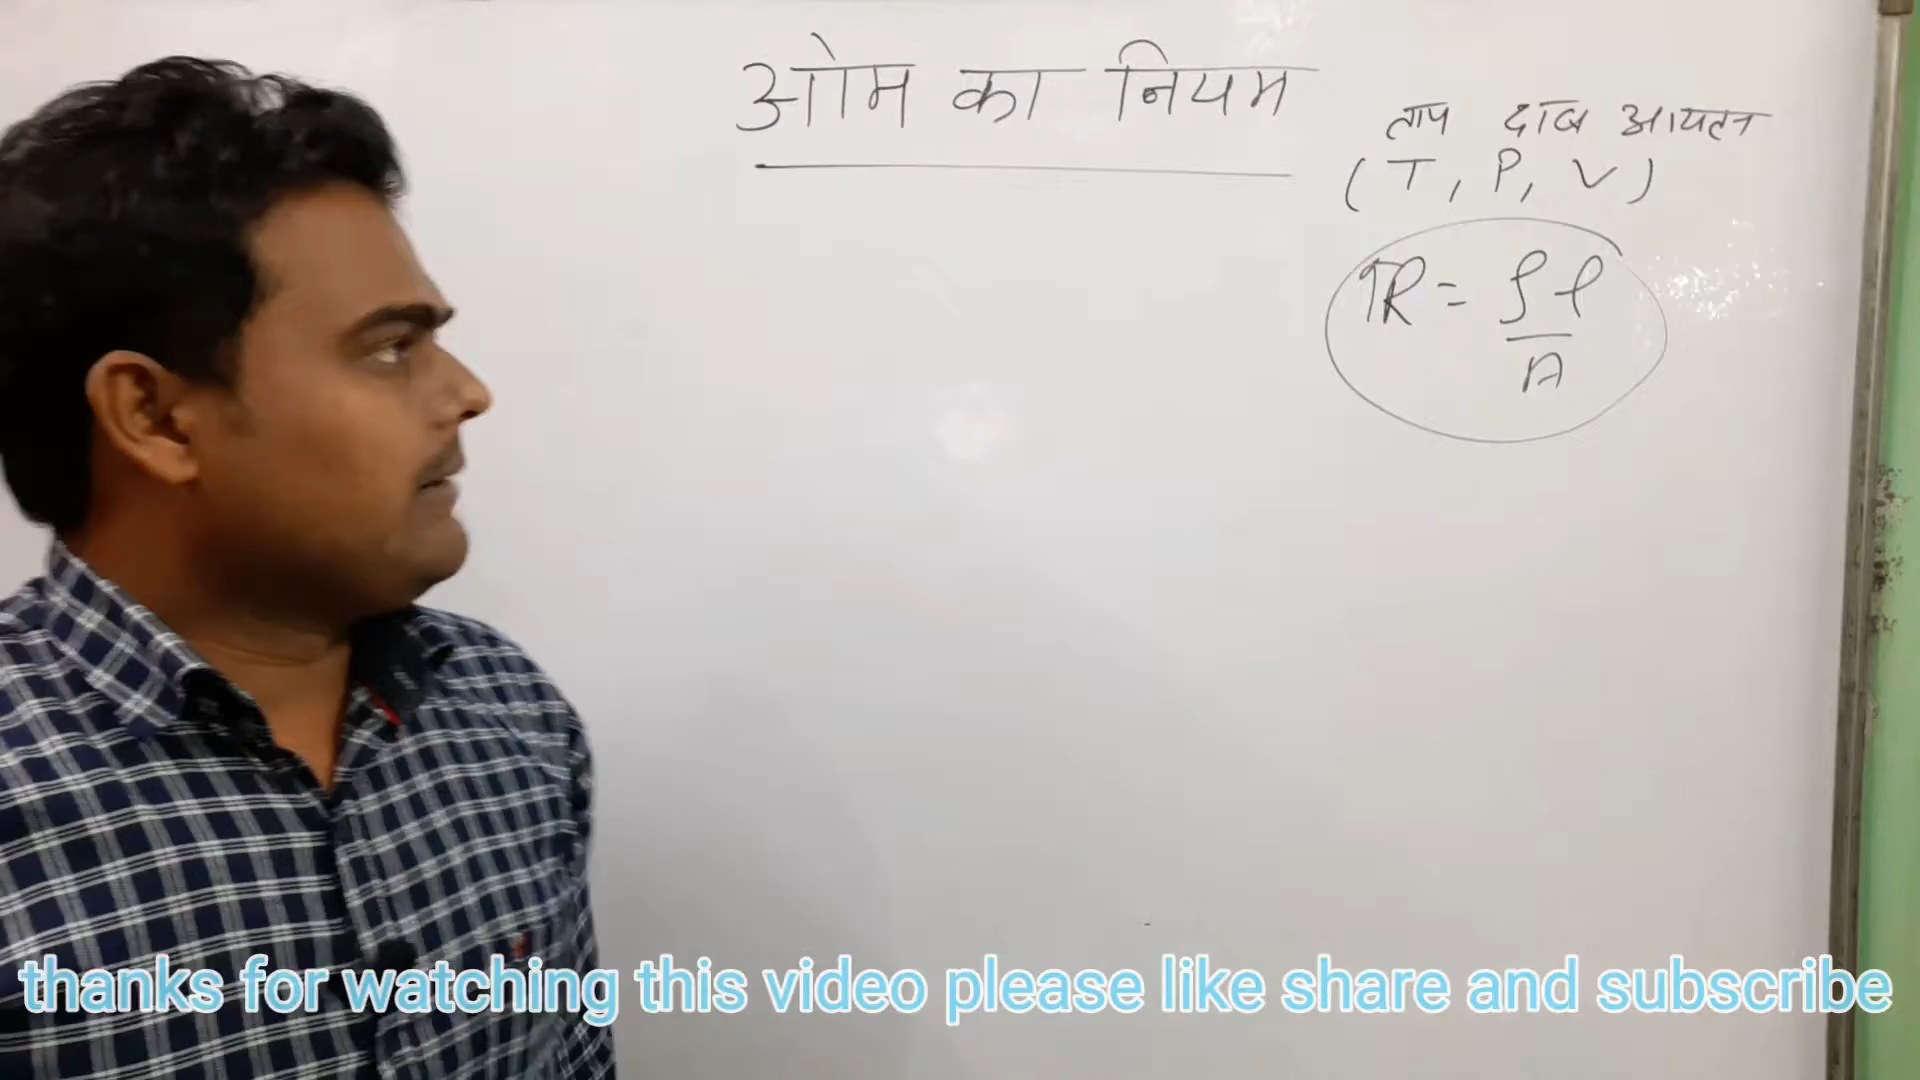 ओम का नियम
ताप दाब आयतन
(T, P, V)
↑R = ρl
A
thanks for watching this video please like share and subscribe